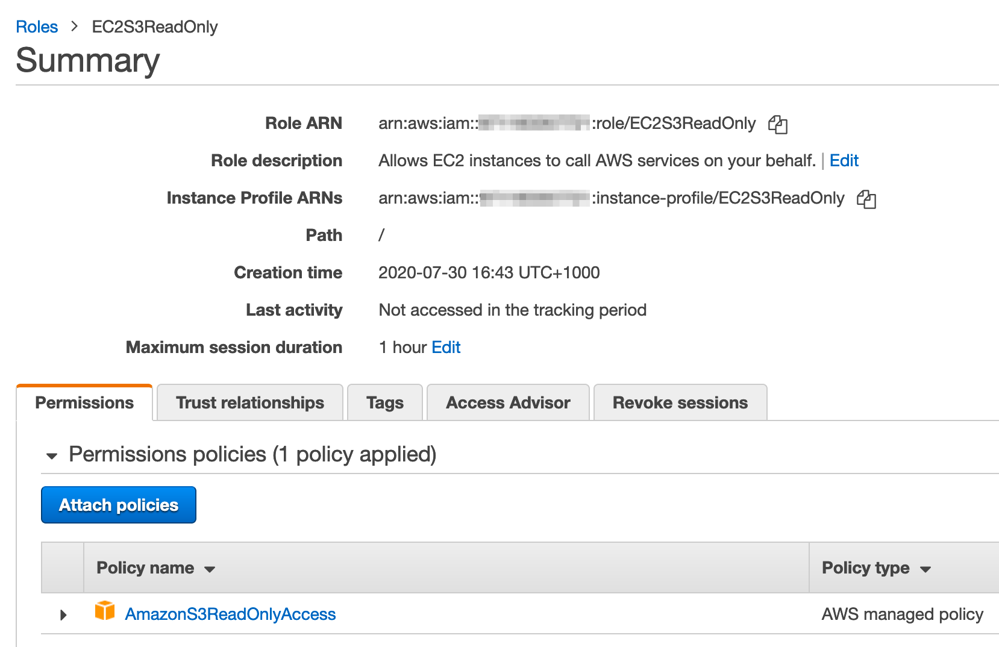 Roles > EC2S3ReadOnly
Summary
Role ARN arn:aws:iam:: :role/EC2S3ReadOnly
Role description Allows EC2 instances to call AWS services on your behalf. | Edit
Instance Profile ARNs arn:aws:iam:: :instance-profile/EC2S3ReadOnly
Path /
Creation time 2020-07-30 16:43 UTC+1000
Last activity Not accessed in the tracking period
Maximum session duration 1 hour Edit
Permissions Trust relationships Tags Access Advisor Revoke sessions
Permissions policies (1 policy applied)
Attach policies
Policy name Policy type
AmazonS3ReadOnlyAccess AWS managed policy